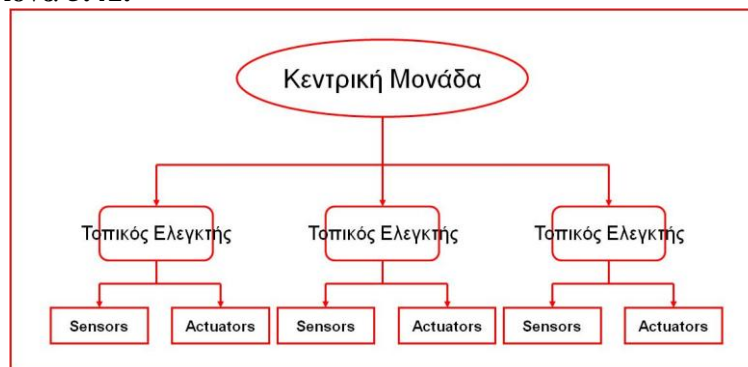 Κεντρική Μονάδα
Τοπικός Ελεγκτής Τοπικός Ελεγκτής Τοπικός Ελεγκτής
Sensors Actuators Sensors Actuators Sensors Actuators